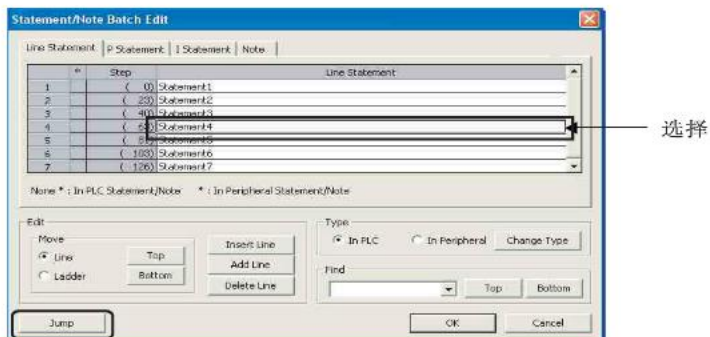 Statement/Note Batch Edit
Line Statement P Statement I Statement Note
* Step Line Statement
1 ( 0) Statement1
2 ( 23) Statement2
3 ( 40) Statement3
4 Statement4
5 Statement5
6 ( 103) Statement6
7 ( 126) Statement7
选择
None * : In PLC Statement/Note * : In Peripheral Statement/Note
Edit
Move
Line
Ladder
Top
Bottom
Insert Line
Add Line
Delete Line
Type
In PLC In Peripheral Change Type
Find
Top Bottom
Jump OK Cancel